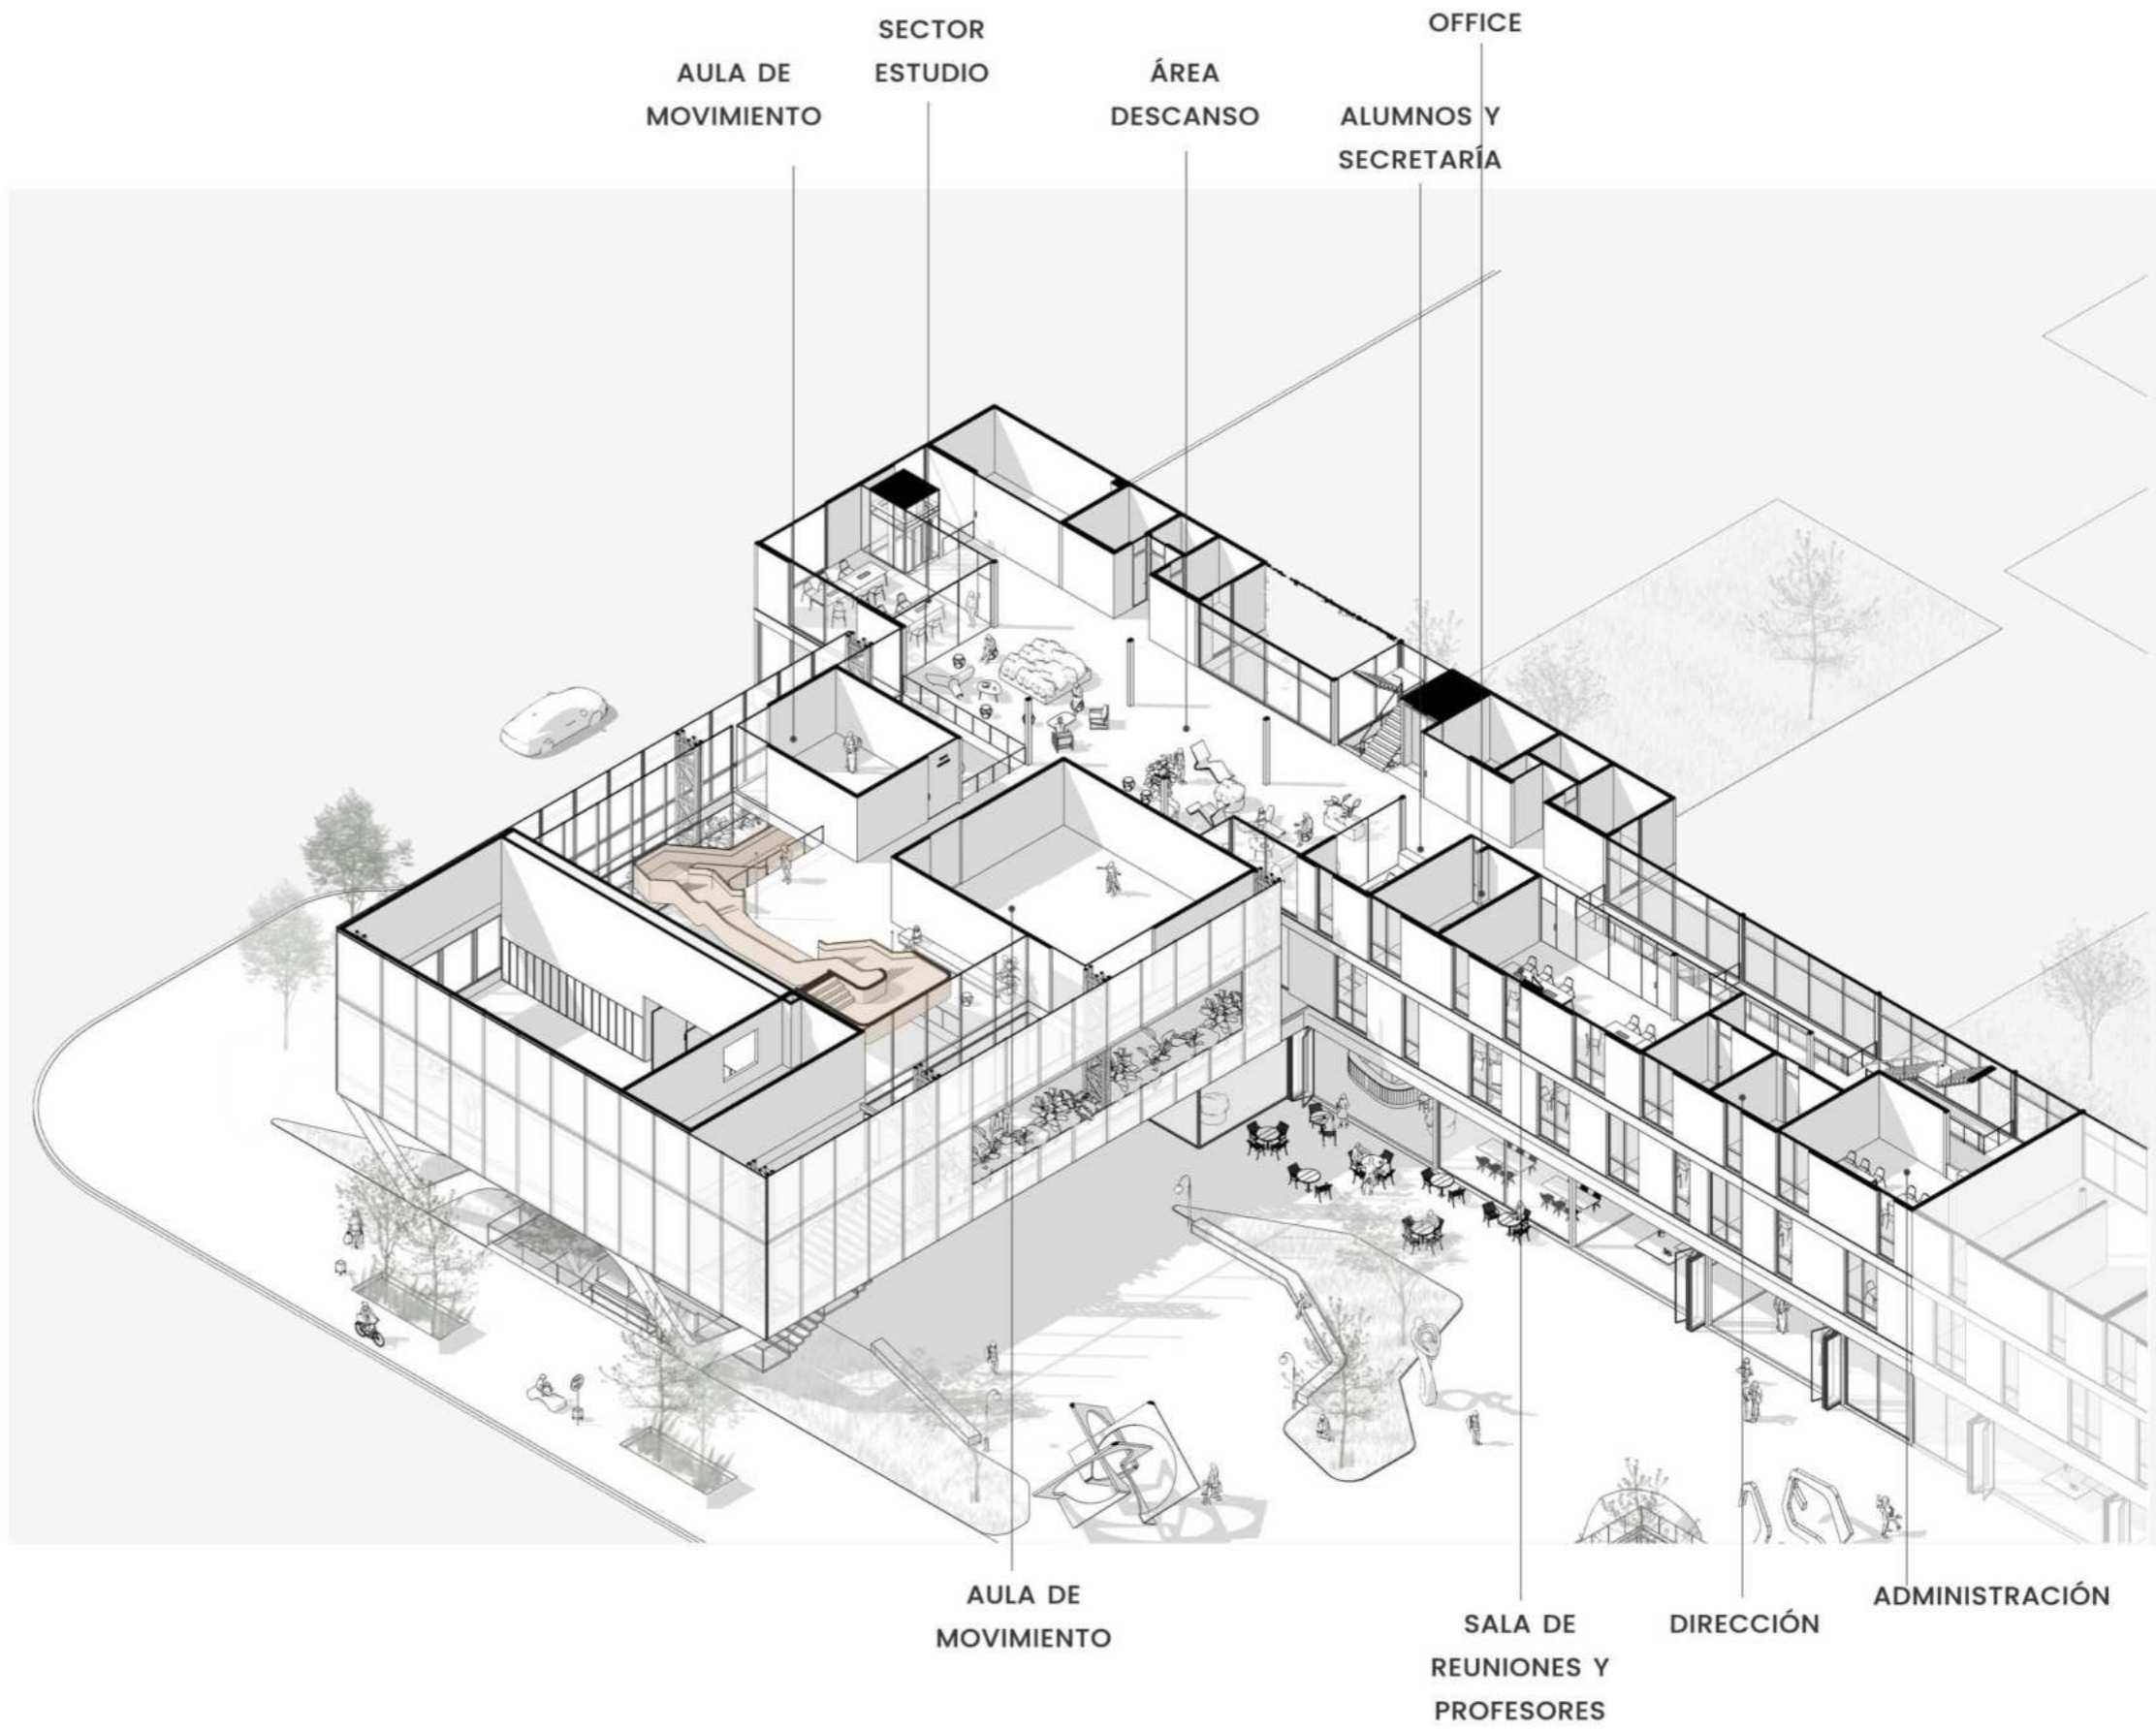 AULA DE
MOVIMIENTO
SECTOR
ESTUDIO
ÁREA
DESCANSO
OFFICE
ALUMNOS Y
SECRETARÍA
AULA DE
MOVIMIENTO
SALA DE
REUNIONES Y
PROFESORES
DIRECCIÓN
ADMINISTRACIÓN